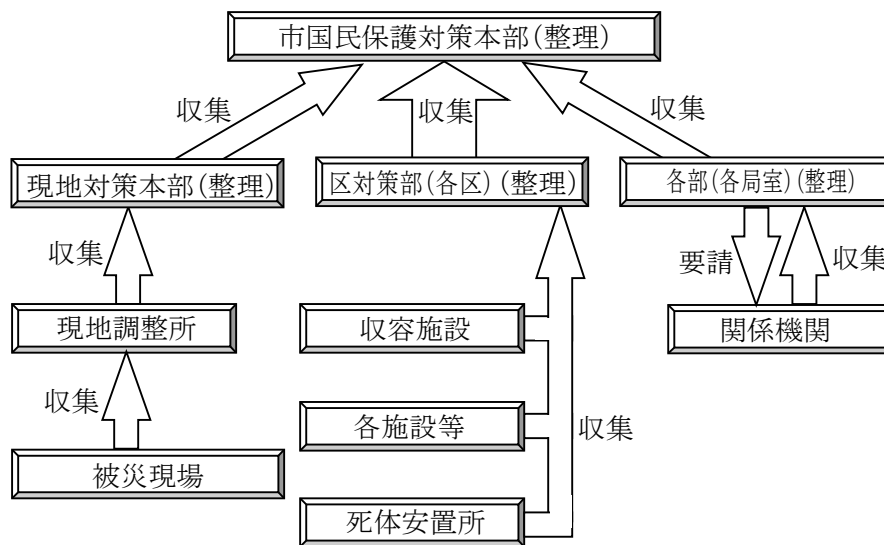 市国民保護対策本部(整理)
収集
収集
収集
現地対策本部(整理)
区対策部(各区)(整理)
各部(各局室)(整理)
収集
要請
収集
現地調整所
収容施設
関係機関
収集
各施設等
収集
被災現場
死体安置所